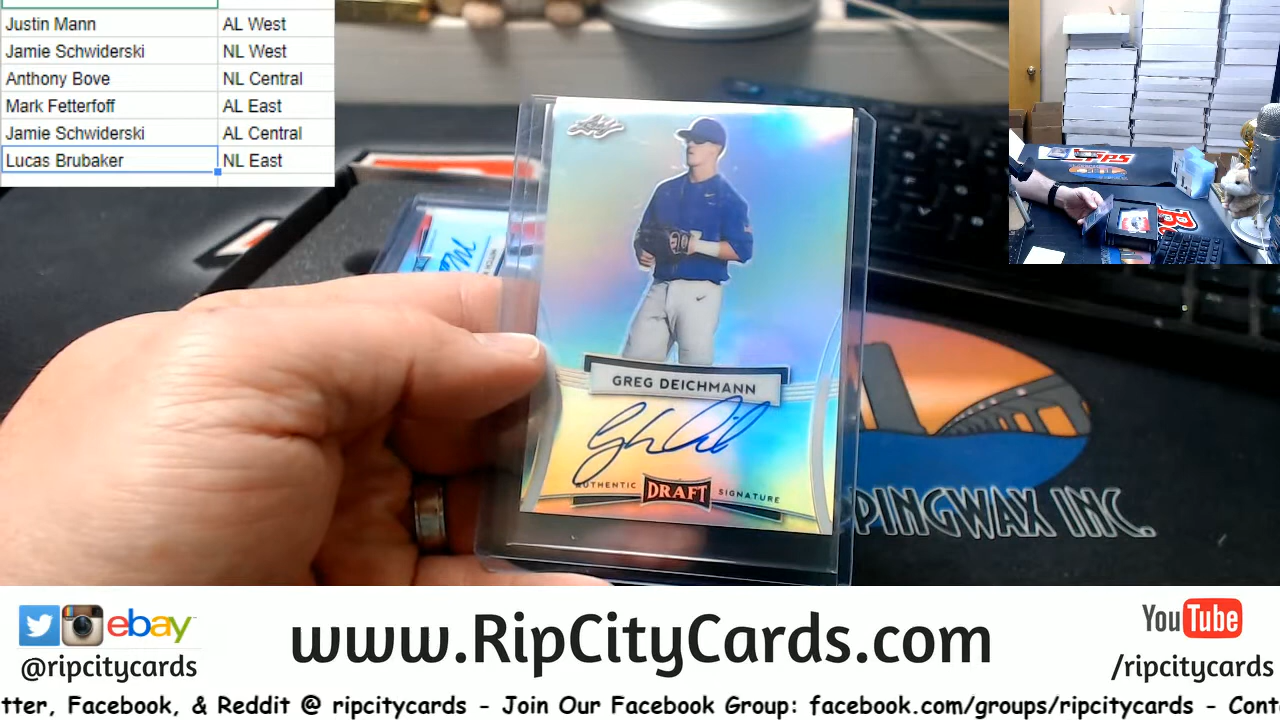 Justin Mann AL West
Jamie Schwiderski NL West
Anthony Bove NL Central
Mark Fetterfoff AL East
Jamie Schwiderski AL Central
Lucas Brubaker NL East
Leaf
GREG DEICHMANN
AUTHENTIC DRAFT SIGNATURE
PINGWAX INC.
ebay
@ripcitycards
www.RipCityCards.com
YouTube
/ripcitycards
tter, Facebook, & Reddit @ ripcitycards - Join Our Facebook Group: facebook.com/groups/ripcitycards - Cont